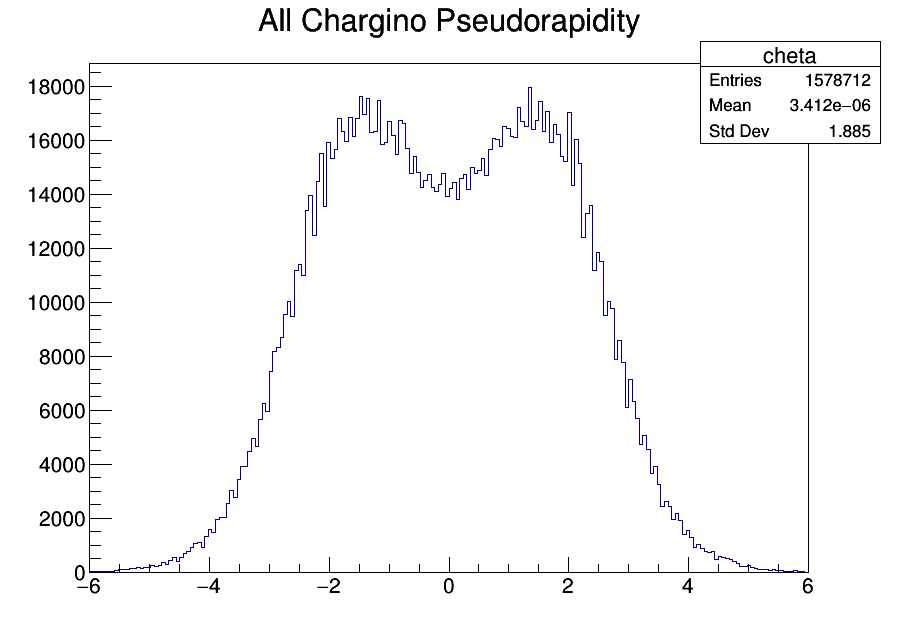 All Chargino Pseudorapidity
cheta
Entries 1578712
Mean 3.412e−06
Std Dev 1.885
18000
16000
14000
12000
10000
8000
6000
4000
2000
0
−6 −4 −2 0 2 4 6